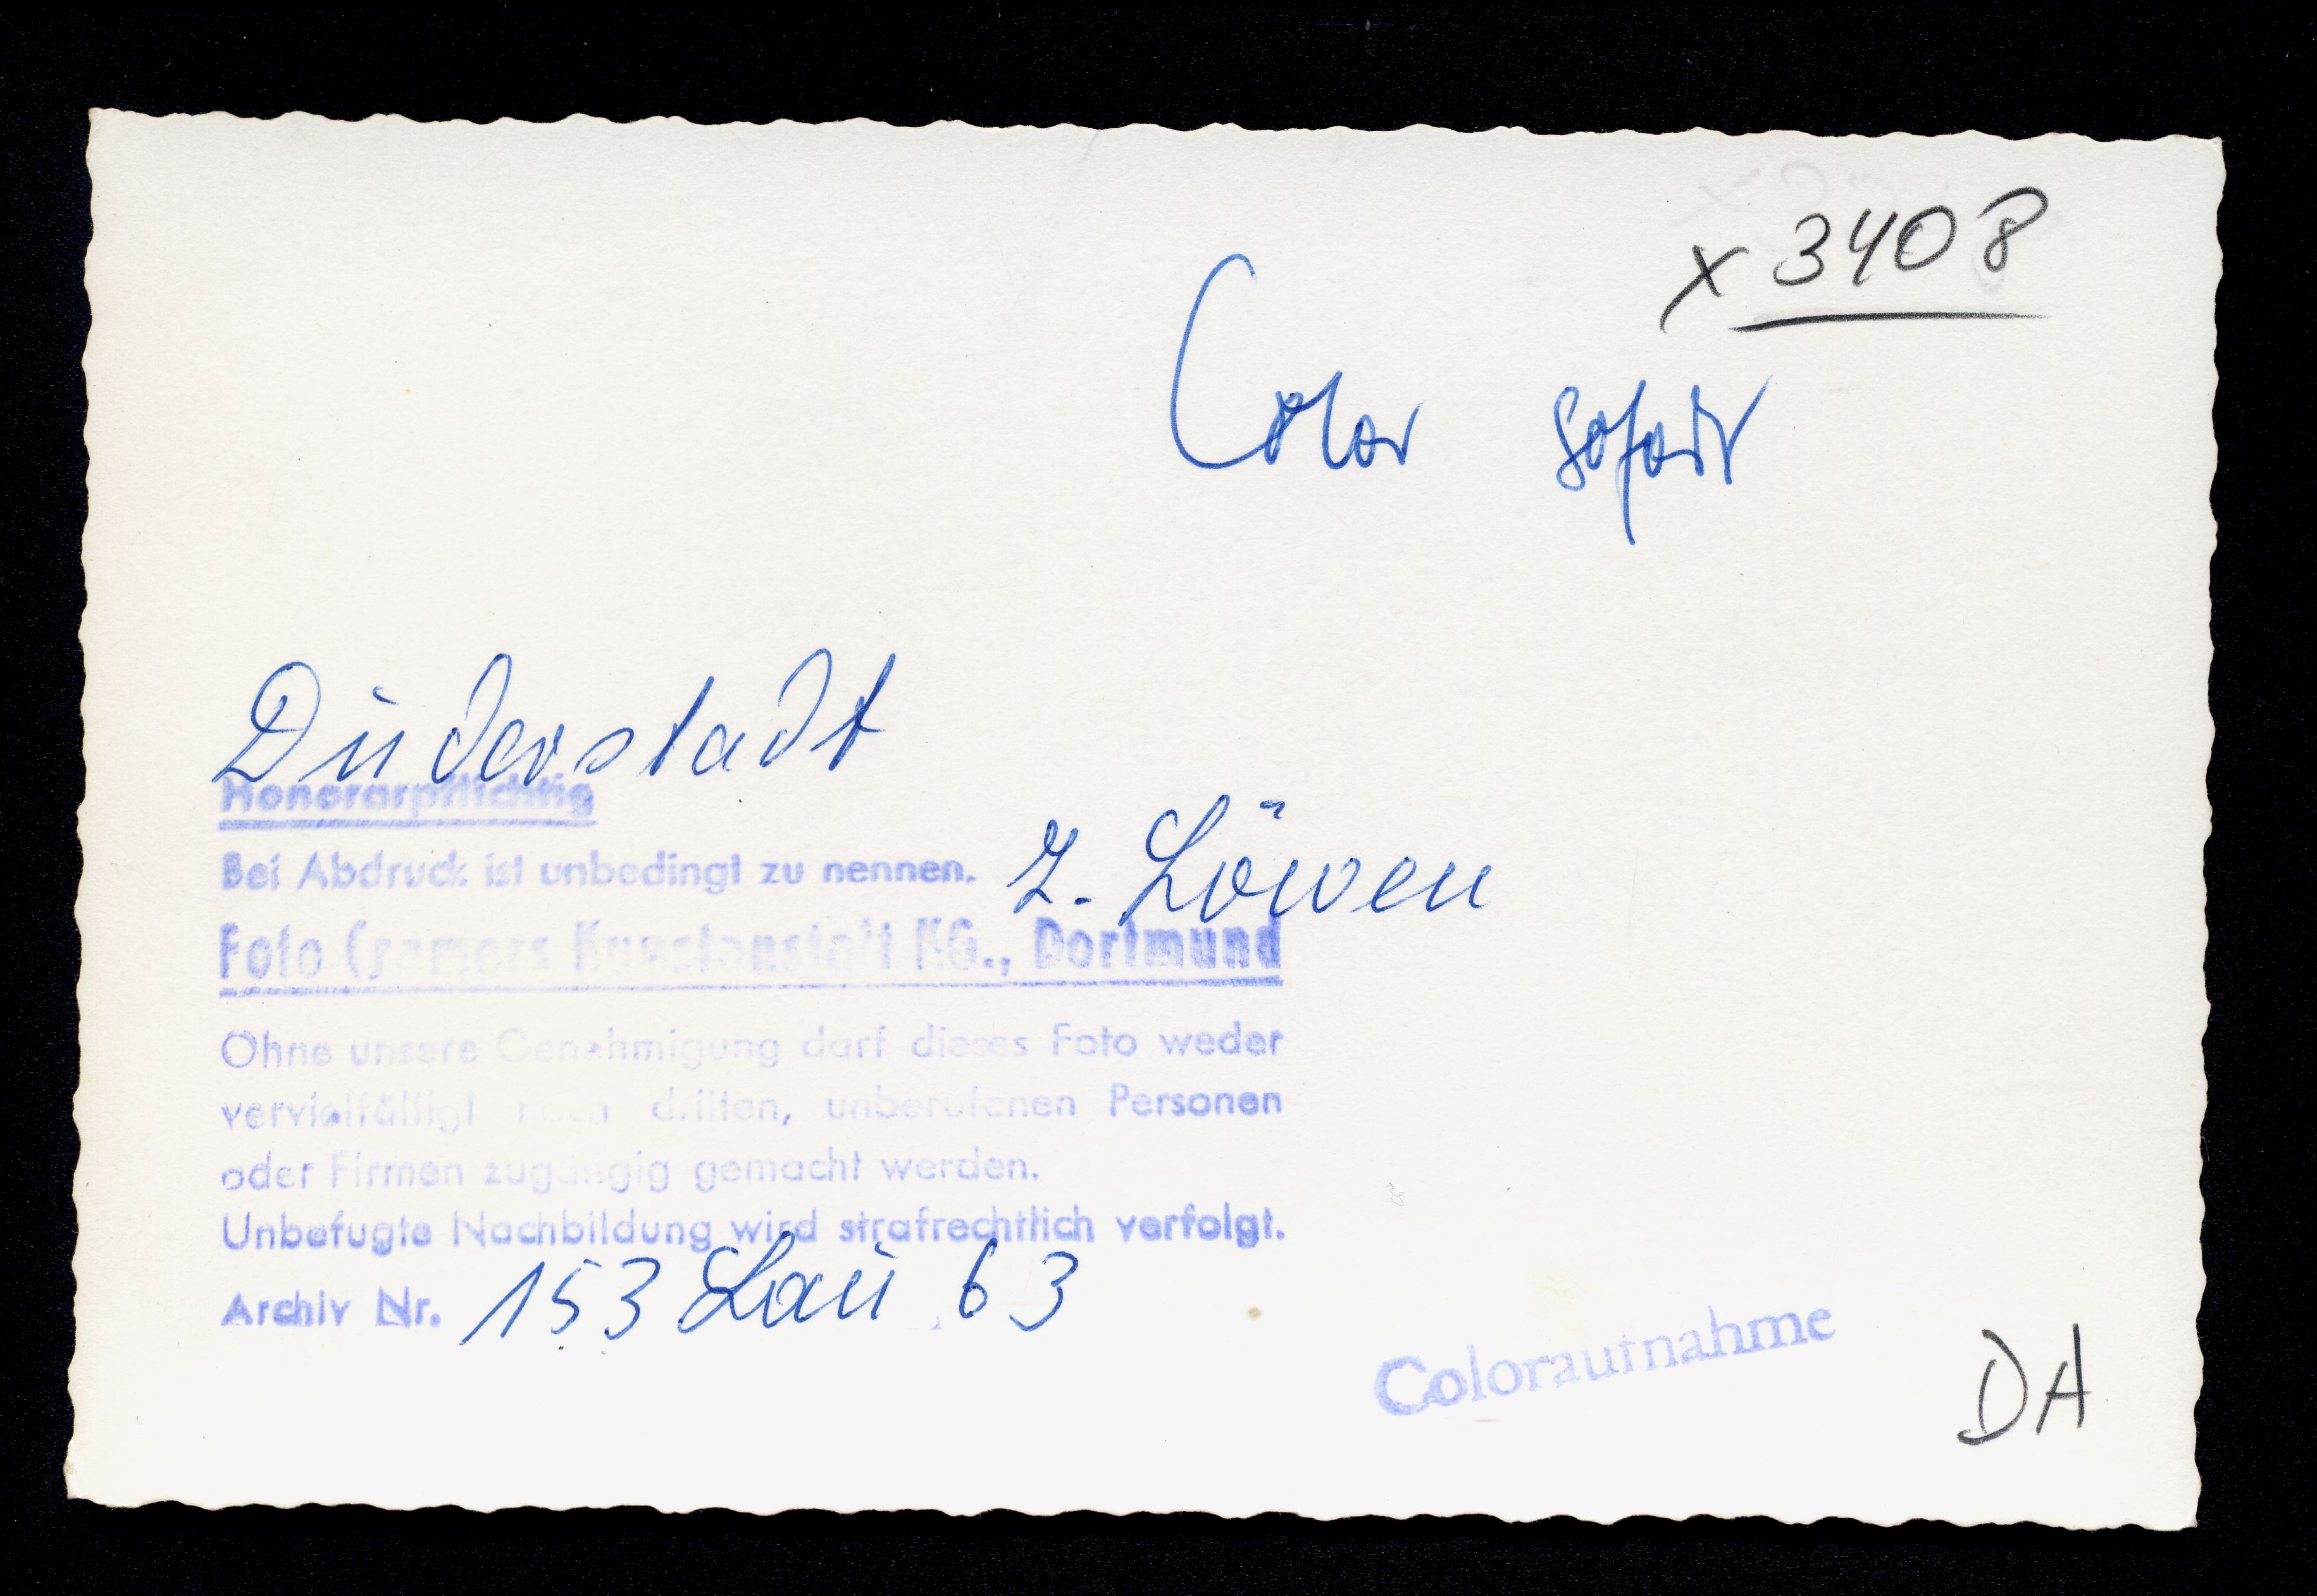 x 3408
Color sofort
Duderstadt
Honorarpflichtig
z. Löwen
Bei Abdruck ist unbedingt zu nennen.
Foto Cramers Kunstanstalt KG., Dortmund
Ohne unsere Genehmigung darf dieses Foto weder
vervielfältigt noch dritten, unberufenen Personen
oder Firmen zugängig gemacht werden.
Unbefugte Nachbildung wird strafrechtlich verfolgt.
Archiv Nr. 153 Lau 63
Coloraufnahme
DA